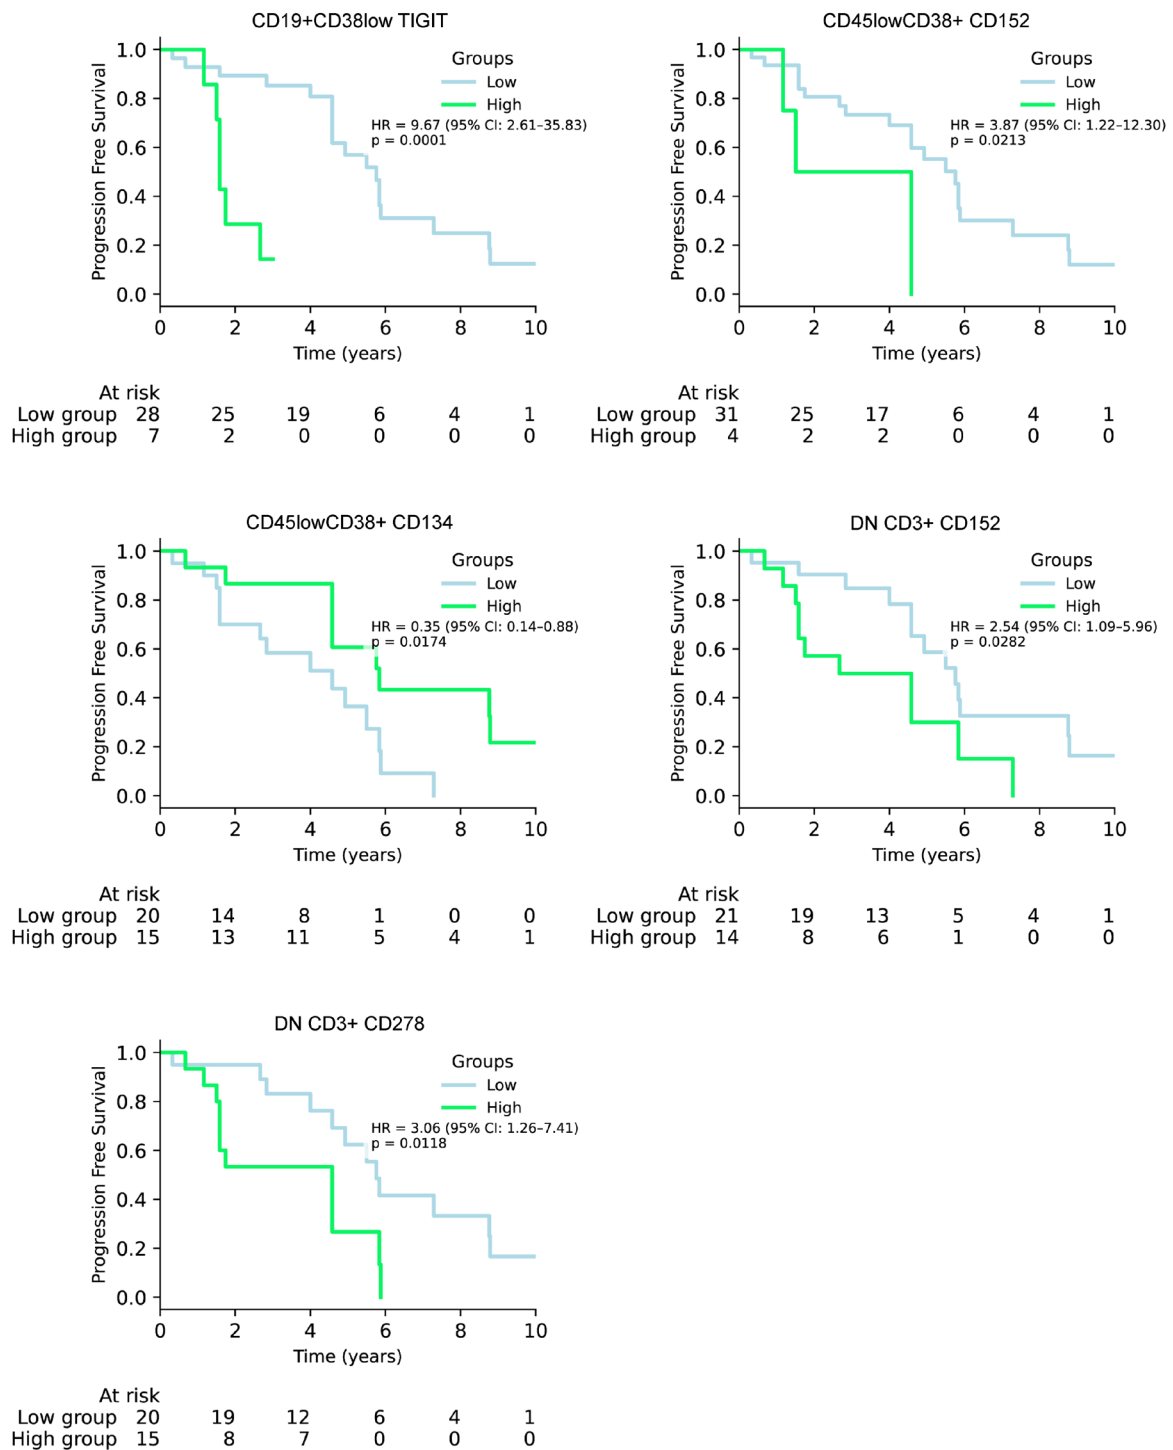 CD19+CD38low TIGIT
Groups
Low
High
HR = 9.67 (95% CI: 2.61–35.83)
p = 0.0001
Progression Free Survival
1.0
0.8
0.6
0.4
0.2
0.0
0 2 4 6 8 10
Time (years)
At risk
Low group 28 25 19 6 4 1
High group 7 2 0 0 0 0
CD45lowCD38+ CD152
Groups
Low
High
HR = 3.87 (95% CI: 1.22–12.30)
p = 0.0213
Progression Free Survival
1.0
0.8
0.6
0.4
0.2
0.0
0 2 4 6 8 10
Time (years)
At risk
Low group 31 25 17 6 4 1
High group 4 2 2 0 0 0
CD45lowCD38+ CD134
Groups
Low
High
HR = 0.35 (95% CI: 0.14–0.88)
p = 0.0174
Progression Free Survival
1.0
0.8
0.6
0.4
0.2
0.0
0 2 4 6 8 10
Time (years)
At risk
Low group 20 14 8 1 0 0
High group 15 13 11 5 4 1
DN CD3+ CD152
Groups
Low
High
HR = 2.54 (95% CI: 1.09–5.96)
p = 0.0282
Progression Free Survival
1.0
0.8
0.6
0.4
0.2
0.0
0 2 4 6 8 10
Time (years)
At risk
Low group 21 19 13 5 4 1
High group 14 8 6 1 0 0
DN CD3+ CD278
Groups
Low
High
HR = 3.06 (95% CI: 1.26–7.41)
p = 0.0118
Progression Free Survival
1.0
0.8
0.6
0.4
0.2
0.0
0 2 4 6 8 10
Time (years)
At risk
Low group 20 19 12 6 4 1
High group 15 8 7 0 0 0